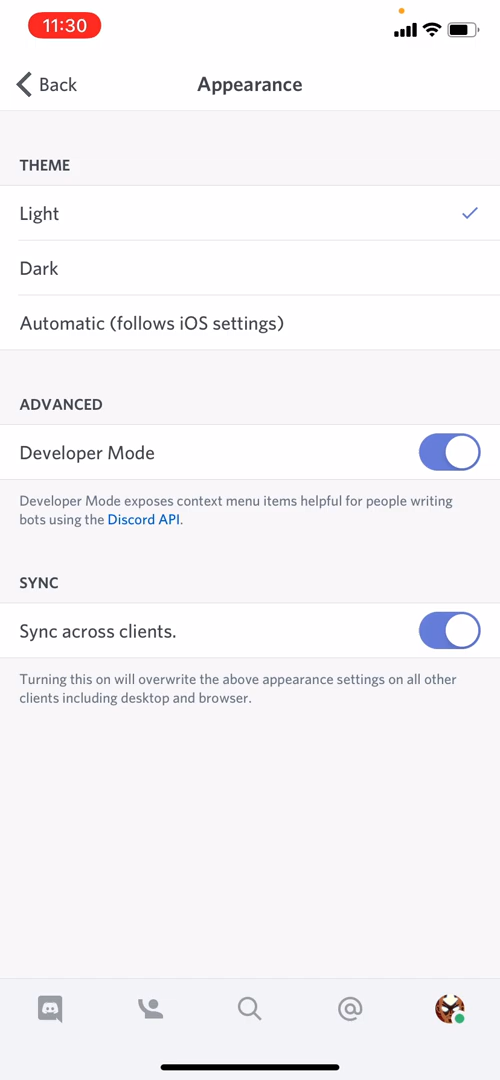 11:30
Back
Appearance
THEME
Light
Dark
Automatic (follows iOS settings)
ADVANCED
Developer Mode
Developer Mode exposes context menu items helpful for people writing
bots using the Discord API.
SYNC
Sync across clients.
Turning this on will overwrite the above appearance settings on all other
clients including desktop and browser.